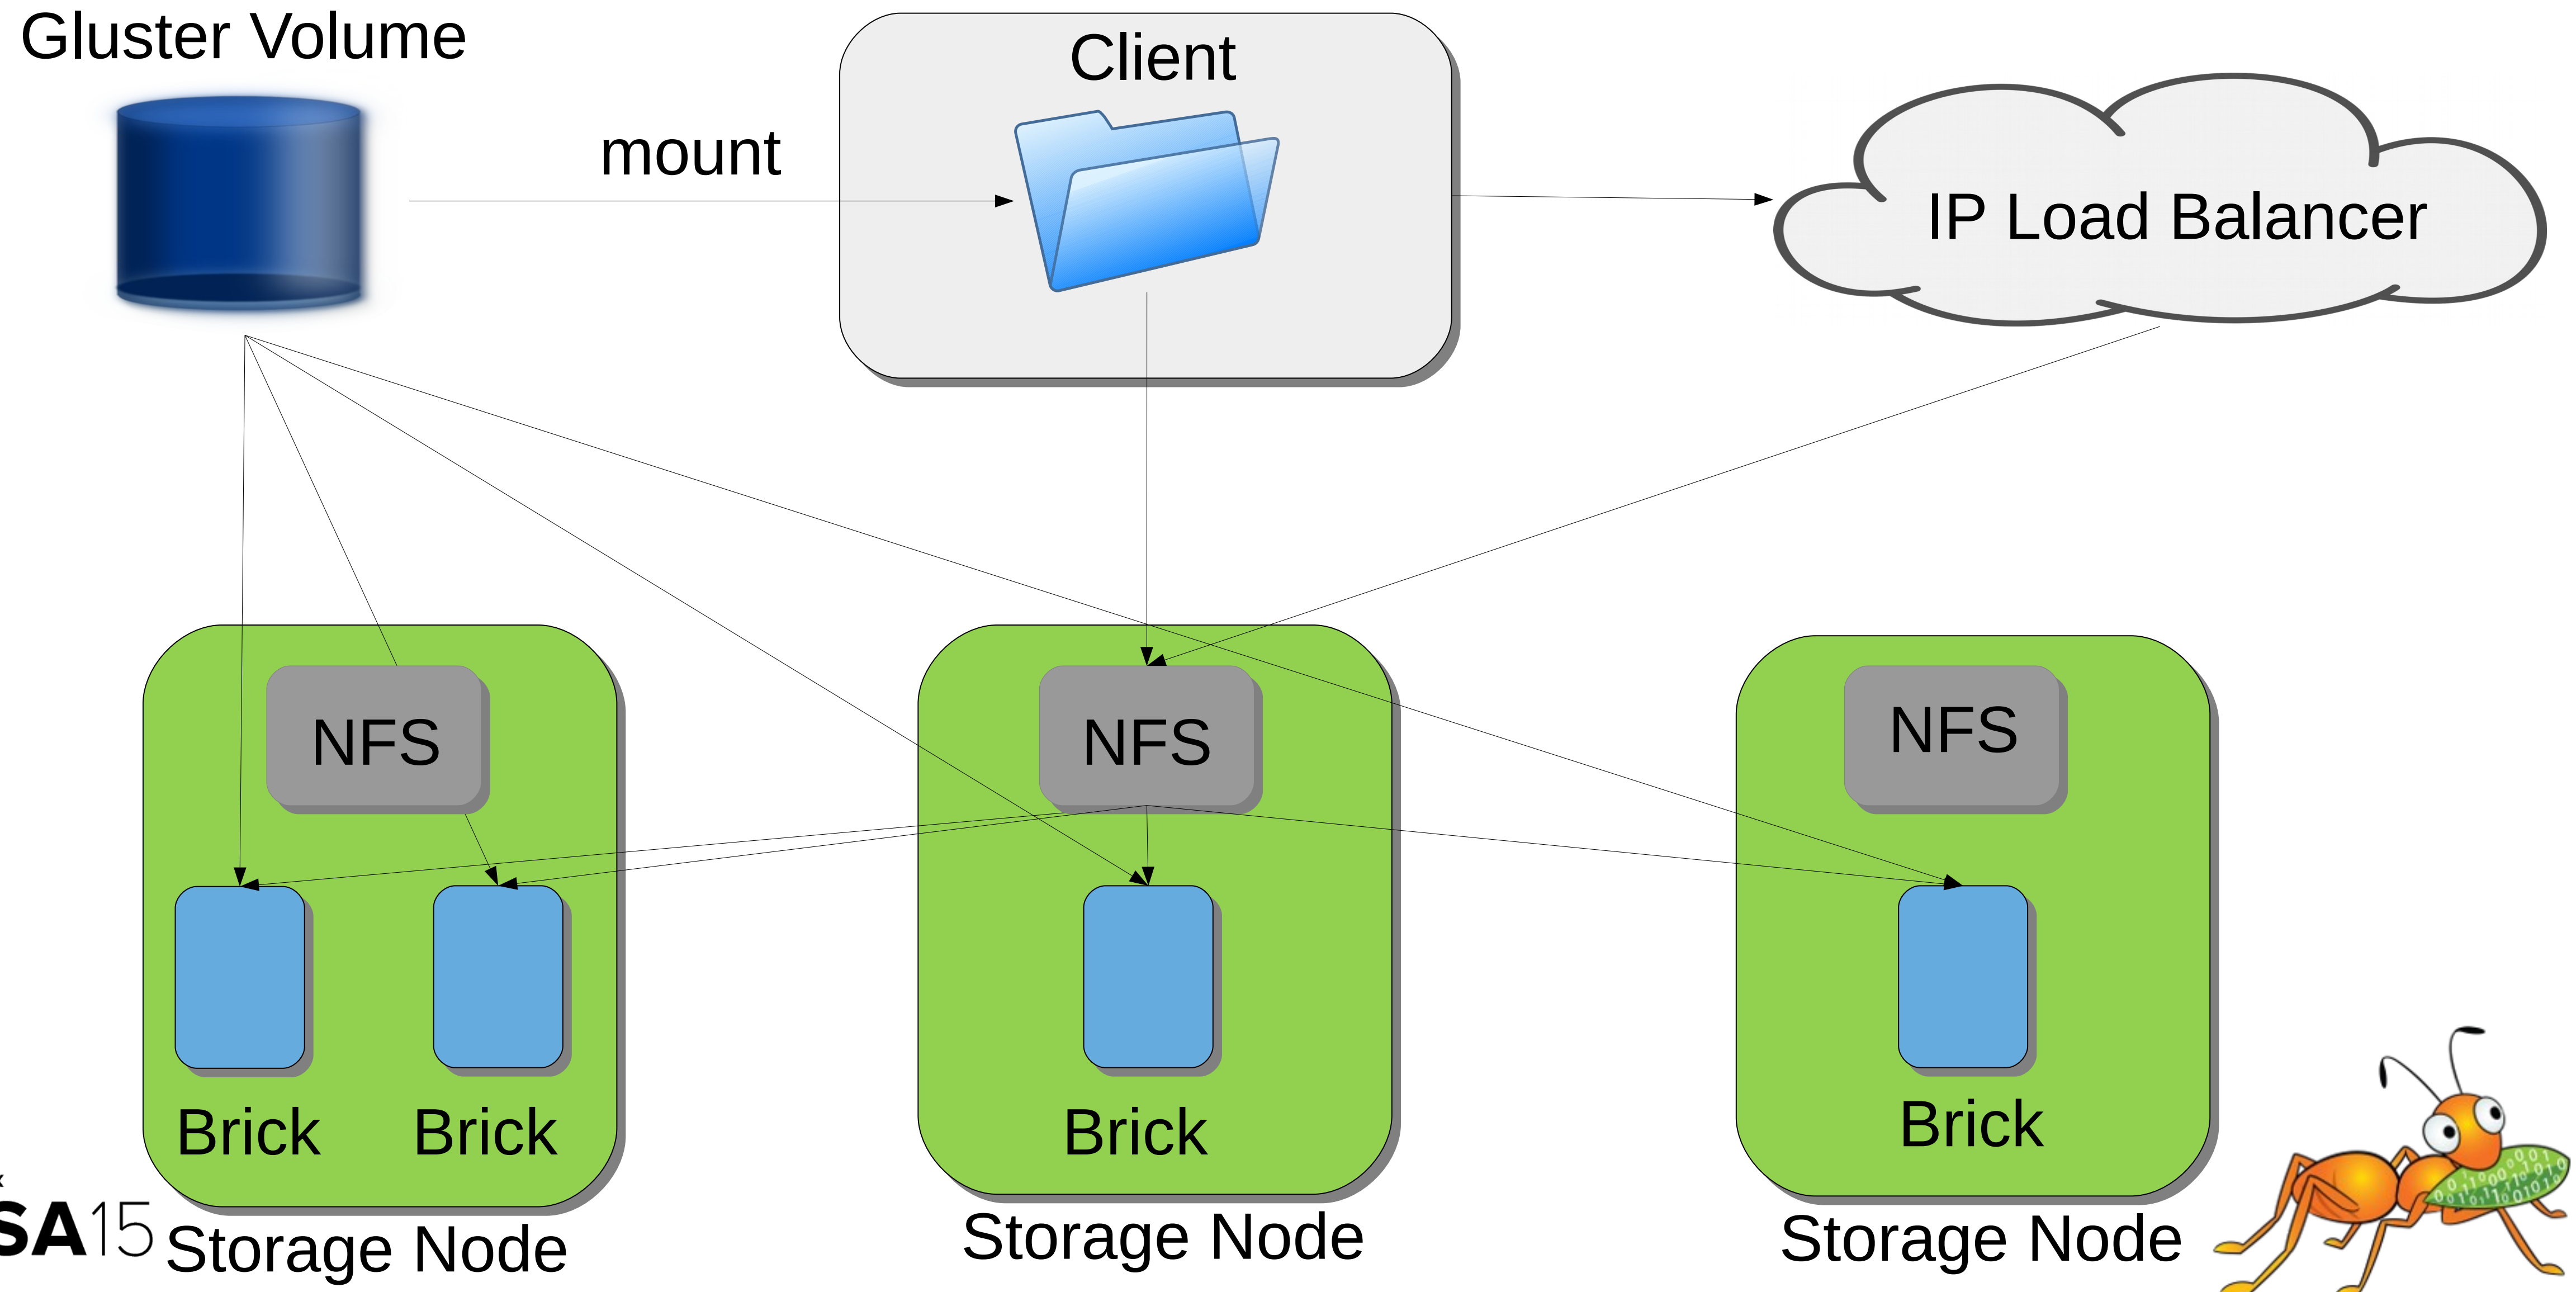 Gluster Volume
Client
mount
IP Load Balancer
NFS
NFS
NFS
Brick
Brick
Brick
Brick
SA15
Storage Node
Storage Node
Storage Node